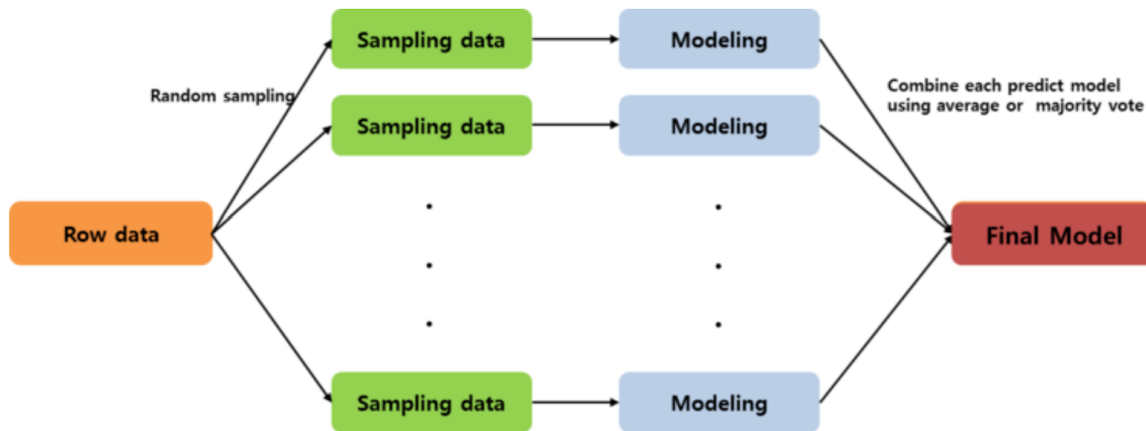 Sampling data
Modeling
Random sampling
Combine each predict model
using average or majority vote
Sampling data
Modeling
Row data
Final Model
Sampling data
Modeling